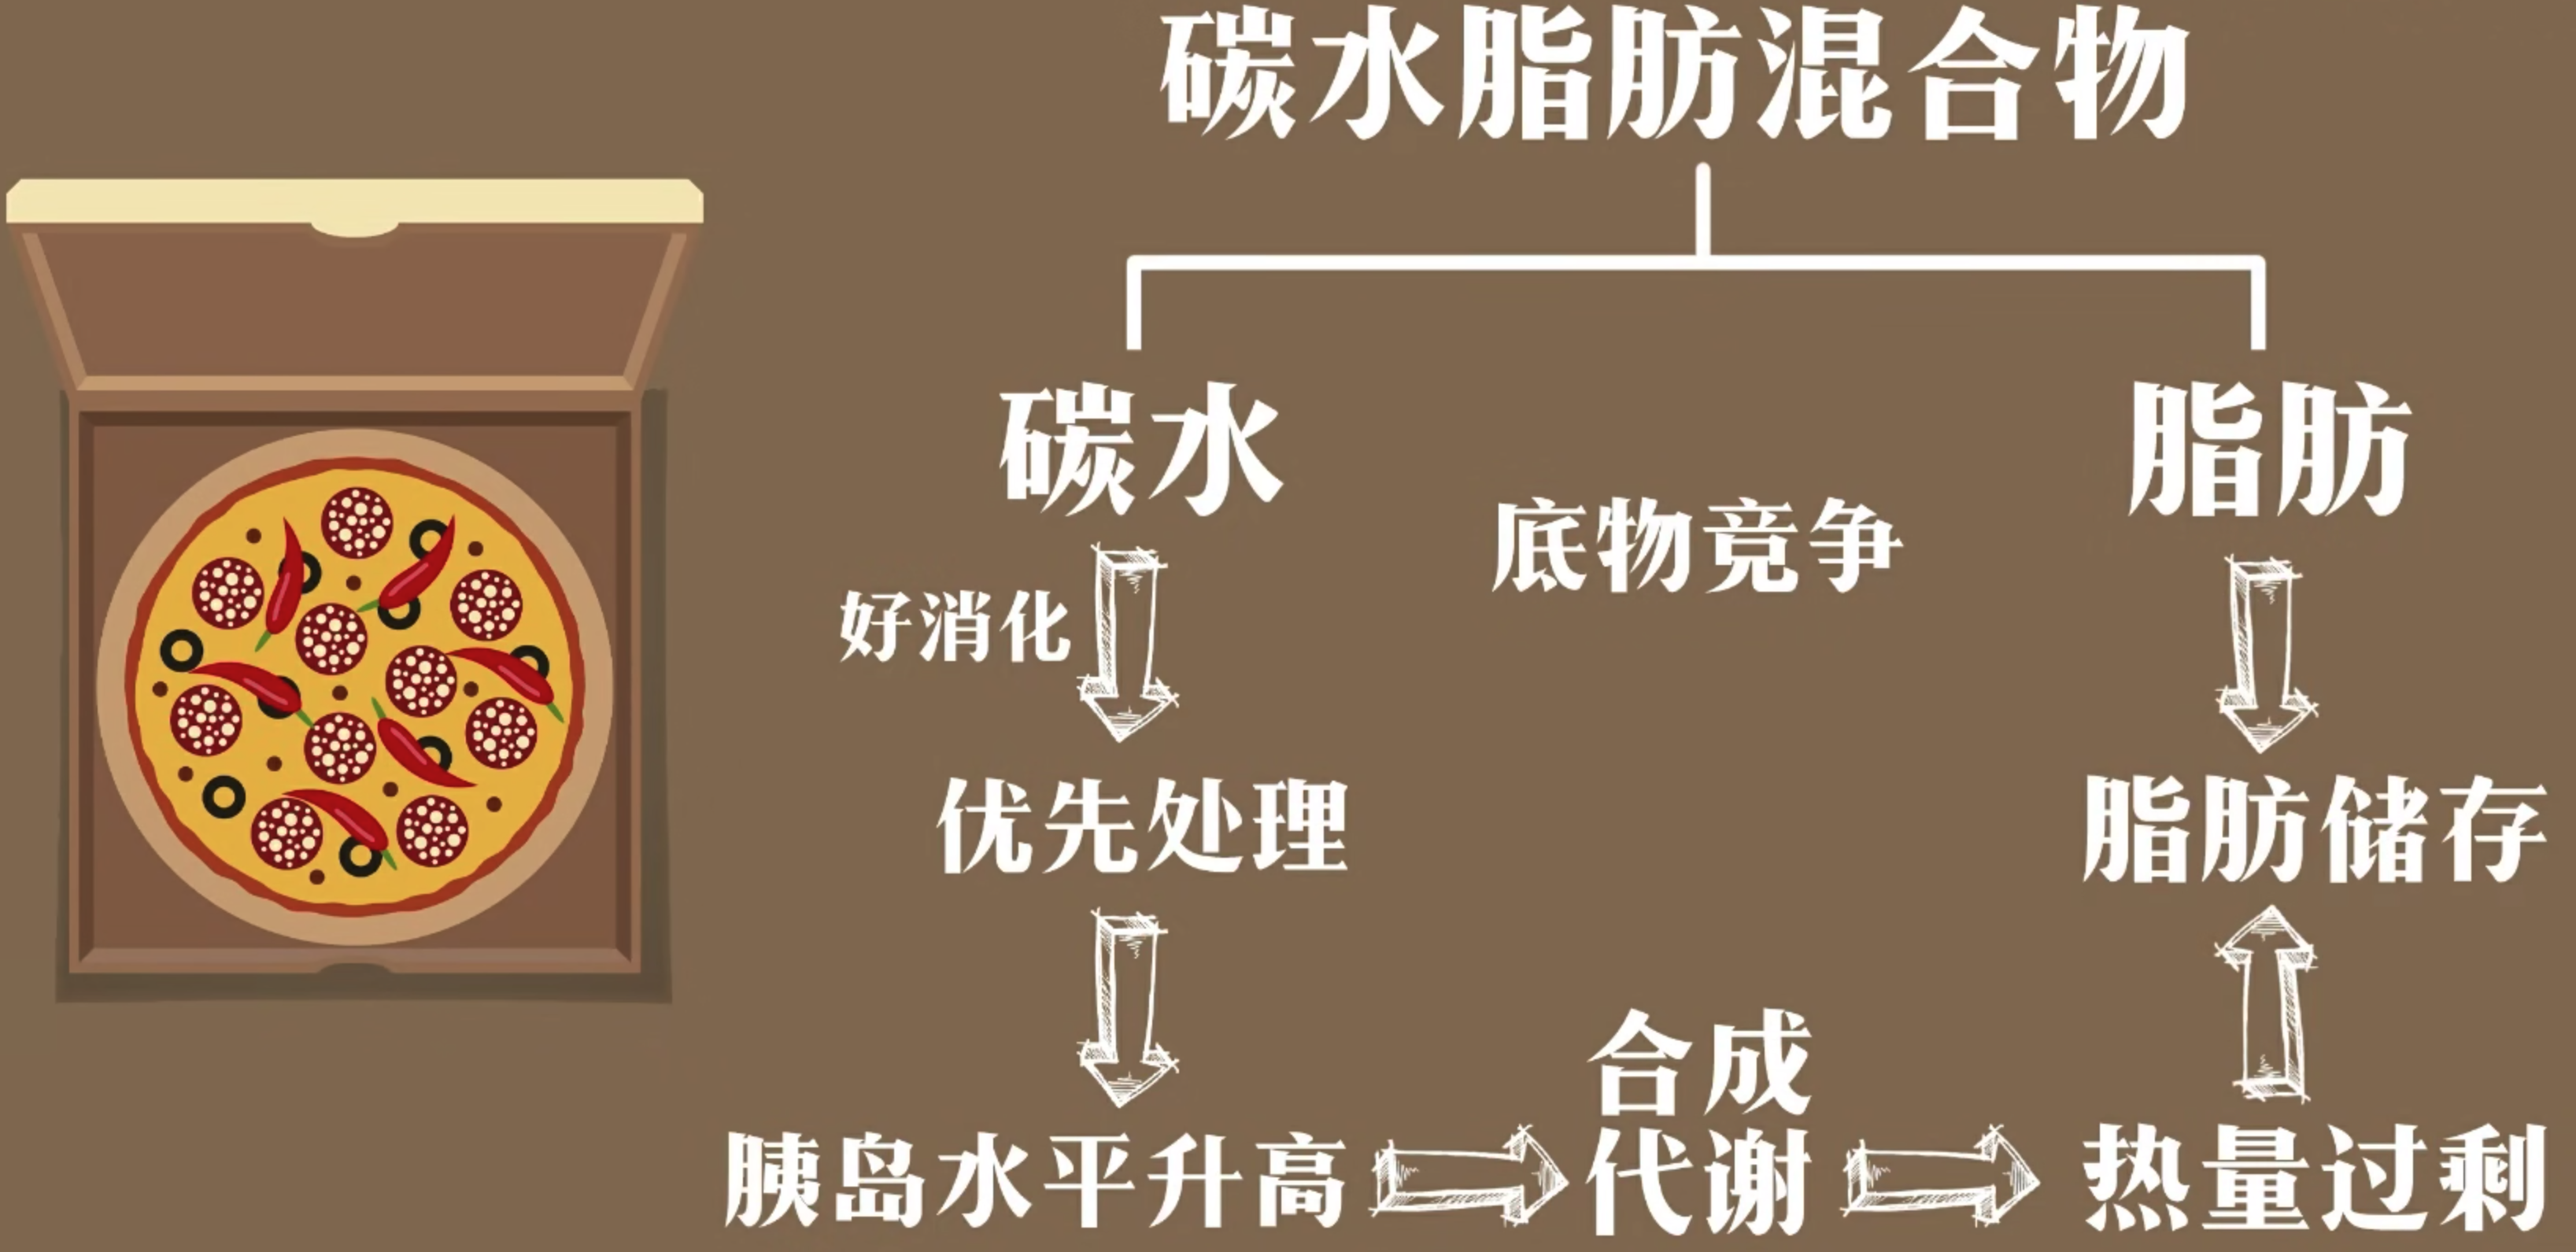 碳水脂肪混合物
碳水
脂肪
底物竞争
好消化
优先处理
脂肪储存
胰岛水平升高
合成
代谢
热量过剩